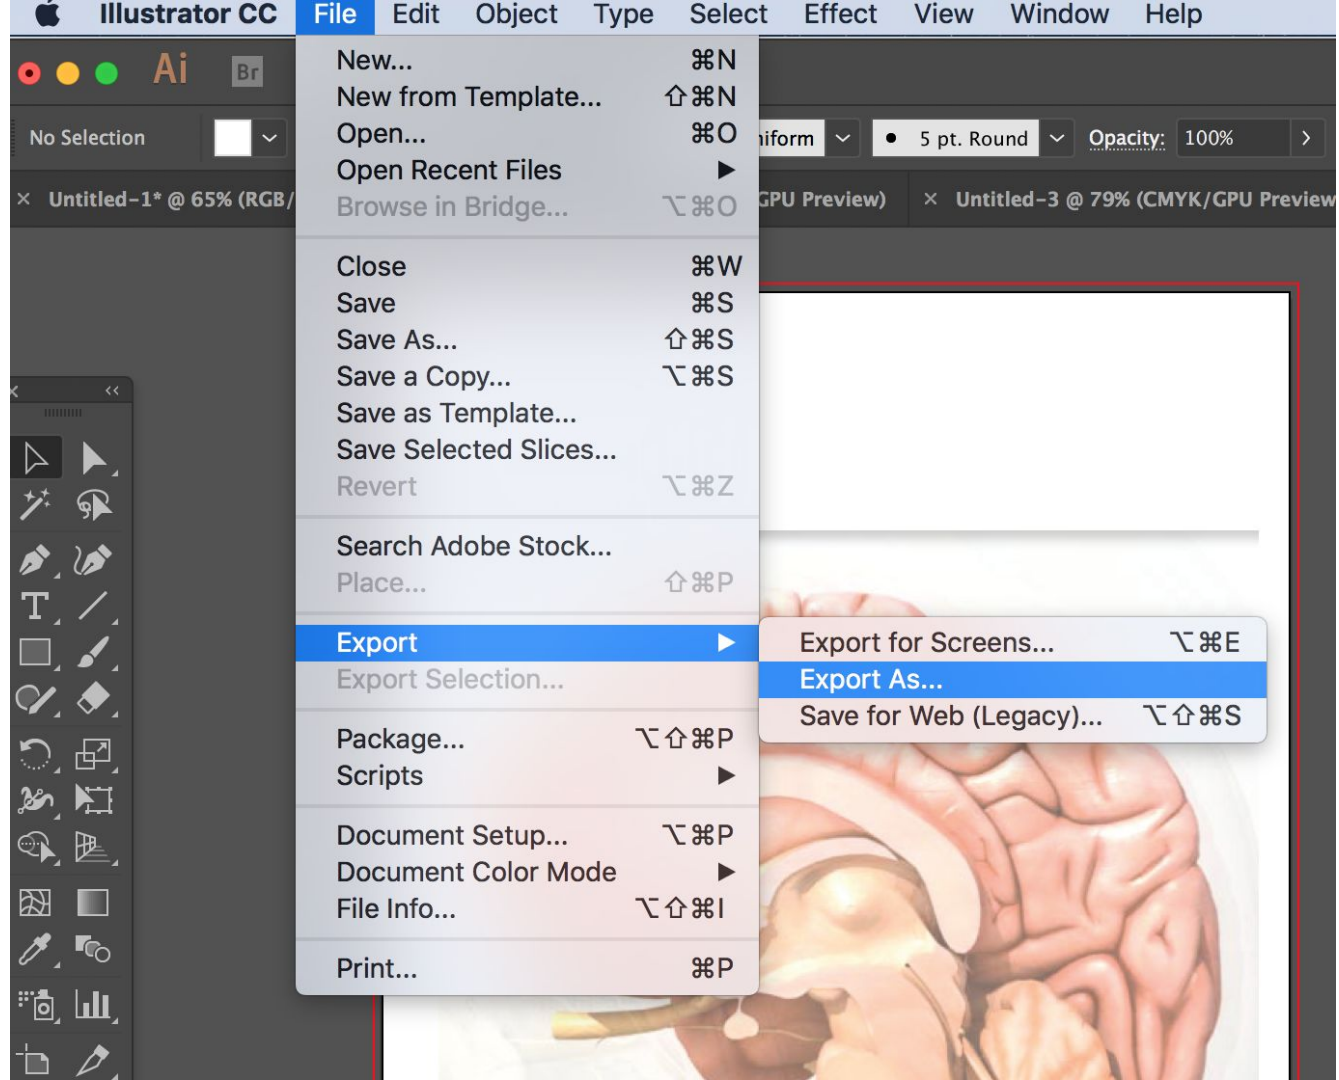 Illustrator CC File Edit Object Type Select Effect View Window Help
Ai Br
No Selection
iform
5 pt. Round
Opacity: 100%
× Untitled-1* @ 65% (RGB/
GPU Preview)
× Untitled-3 @ 79% (CMYK/GPU Preview
New... ⌘N
New from Template... ⇧⌘N
Open... ⌘O
Open Recent Files ▶
Browse in Bridge... ⌥⌘O
Close ⌘W
Save ⌘S
Save As... ⇧⌘S
Save a Copy... ⌥⌘S
Save as Template...
Save Selected Slices...
Revert ⌥⌘Z
Search Adobe Stock...
Place... ⇧⌘P
Export ▶
Export Selection...
Package... ⌥⇧⌘P
Scripts ▶
Document Setup... ⌥⌘P
Document Color Mode ▶
File Info... ⌥⇧⌘I
Print... ⌘P
Export for Screens... ⌥⌘E
Export As...
Save for Web (Legacy)... ⌥⇧⌘S